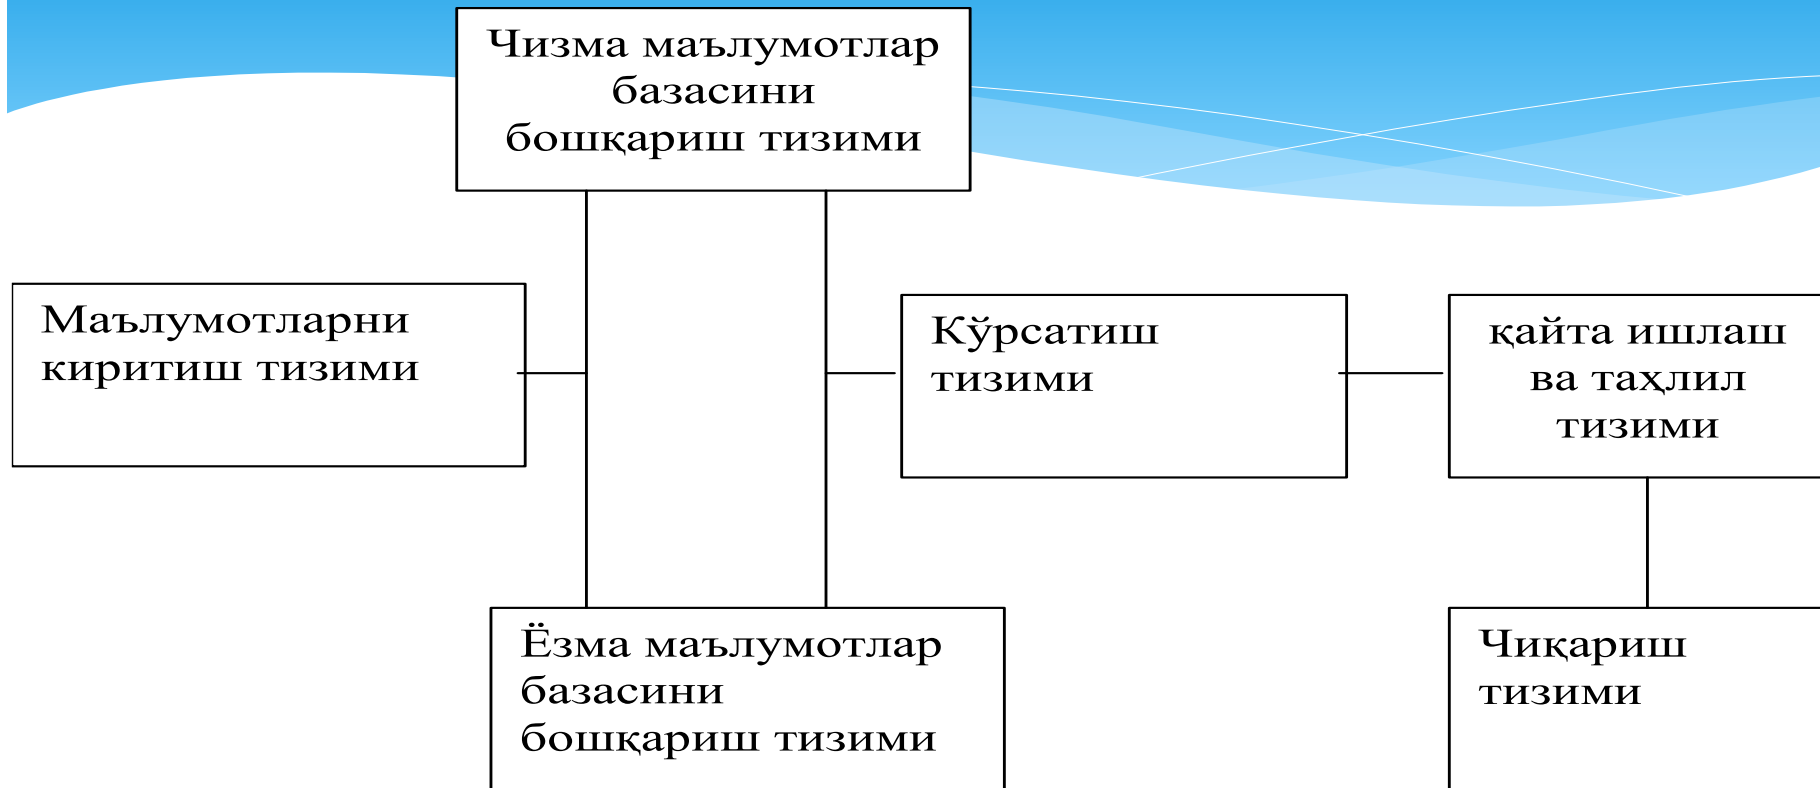 Чизма маълумотлар
базасини
бошқариш тизими
Маълумотларни
киритиш тизими
Кўрсатиш
тизими
қайта ишлаш
ва таҳлил
тизими
Ёзма маълумотлар
базасини
бошқариш тизими
Чиқариш
тизими